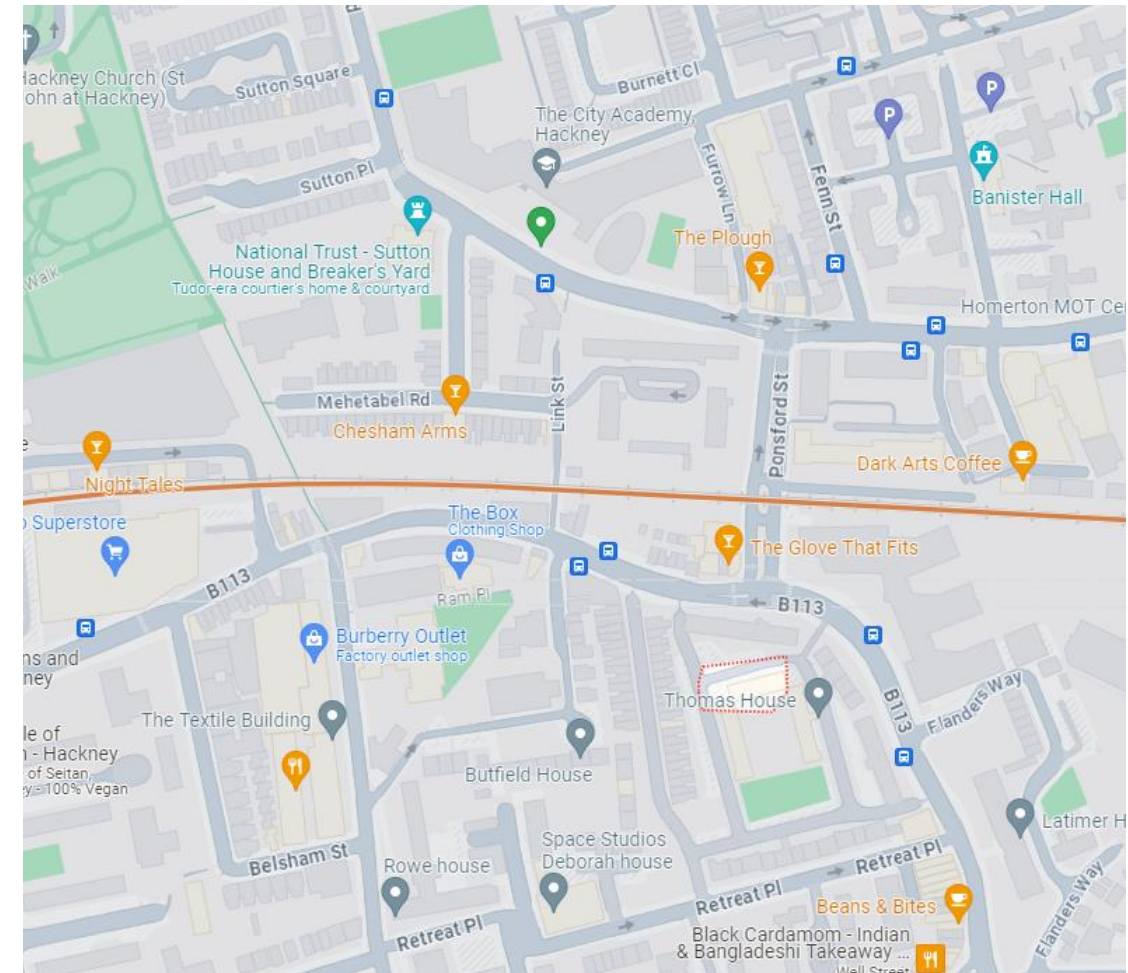 Hackney Church (St
ohn at Hackney)
Sutton Square
Burnett Cl
The City Academy,
Hackney
P
P
Furrow Ln
Fenn St
Sutton Pl
Banister Hall
The Plough
National Trust - Sutton
House and Breaker's Yard
Tudor-era courtier's home & courtyard
Walk
Homerton MOT Cen
Mehetabel Rd
Link St
Ponsford St
Chesham Arms
Dark Arts Coffee
Night Tales
o Superstore
The Box
Clothing Shop
The Glove That Fits
B113
Ram Pl
B113
Burberry Outlet
Factory outlet shop
ns and
ney
Thomas House
B113
Flanders Way
The Textile Building
le of
n - Hackney
of Seitan,
y - 100% Vegan
Butfield House
Latimer H
Space Studios
Deborah house
Belsham St
Rowe house
Retreat Pl
Retreat Pl
Beans & Bites
Flanders Way
Retreat Pl
Black Cardamom - Indian
& Bangladeshi Takeaway ...
Well Street